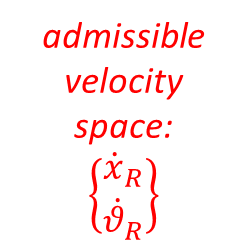 admissible
velocity
space:
{ẋ_R
ϑ̇_R}